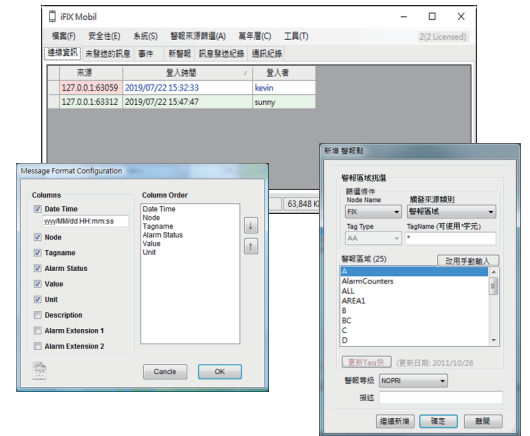 iFIX Mobil
檔案(F) 安全性(E) 系統(S) 警報來源篩選(A) 萬年曆(C) 工具(T) 2(2 Licensed)
連線資訊 未發送的訊息 事件 新警報 訊息發送紀錄 通訊紀錄
來源 登入時間 / 登入者
127.0.0.1:63059 2019/07/22 15:32:33 kevin
127.0.0.1:63312 2019/07/22 15:47:47 sunny
63,848 K
Message Format Configuration
Columns
Date Time
yyyy/MM/dd HH:mm:ss
Node
Tagname
Alarm Status
Value
Unit
Description
Alarm Extension 1
Alarm Extension 2
Column Order
Date Time
Node
Tagname
Alarm Status
Value
Unit
Cancle OK
新增 警報點
警報區域挑選
篩選條件
Node Name 觸發來源類別
FIX 警報區域
Tag Type TagName (可使用*字元)
AA *
警報區域 (25) 改用手動輸入
A
AlarmCounters
ALL
AREA1
B
BC
C
D
更新Tag快 (更新日期: 2011/10/28
警報等級 NOPRI
描述
繼續新增 確定 離開